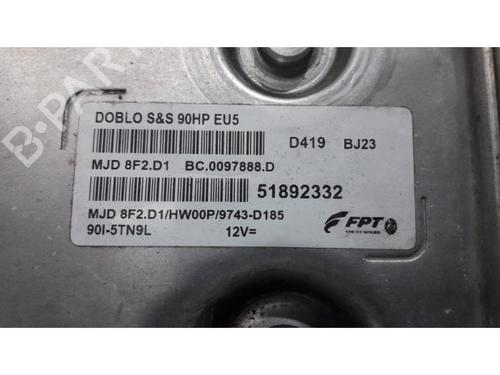 DOBLO S&S 90HP EU5
D419 BJ23
MJD 8F2.D1 BC.0097888.D
51892332
MJD 8F2.D1/HW00P/9743-D185
90I-5TN9L 12V=
FPT
B-PARTS